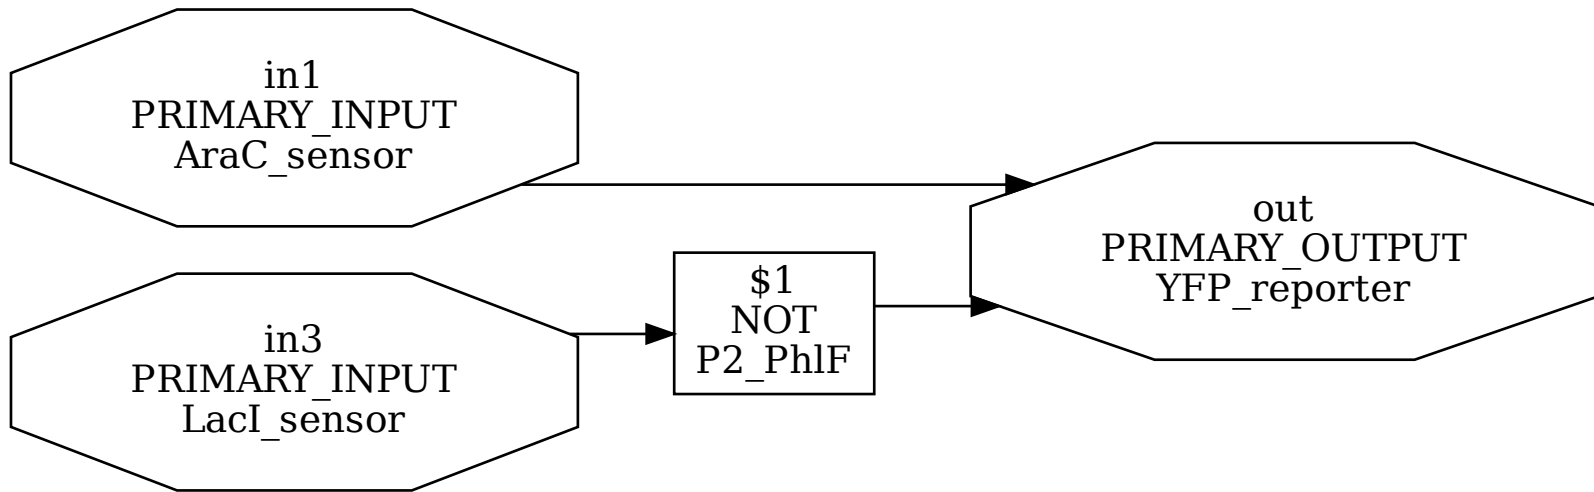 in1
PRIMARY_INPUT
AraC_sensor
in3
PRIMARY_INPUT
LacI_sensor
$1
NOT
P2_PhlF
out
PRIMARY_OUTPUT
YFP_reporter